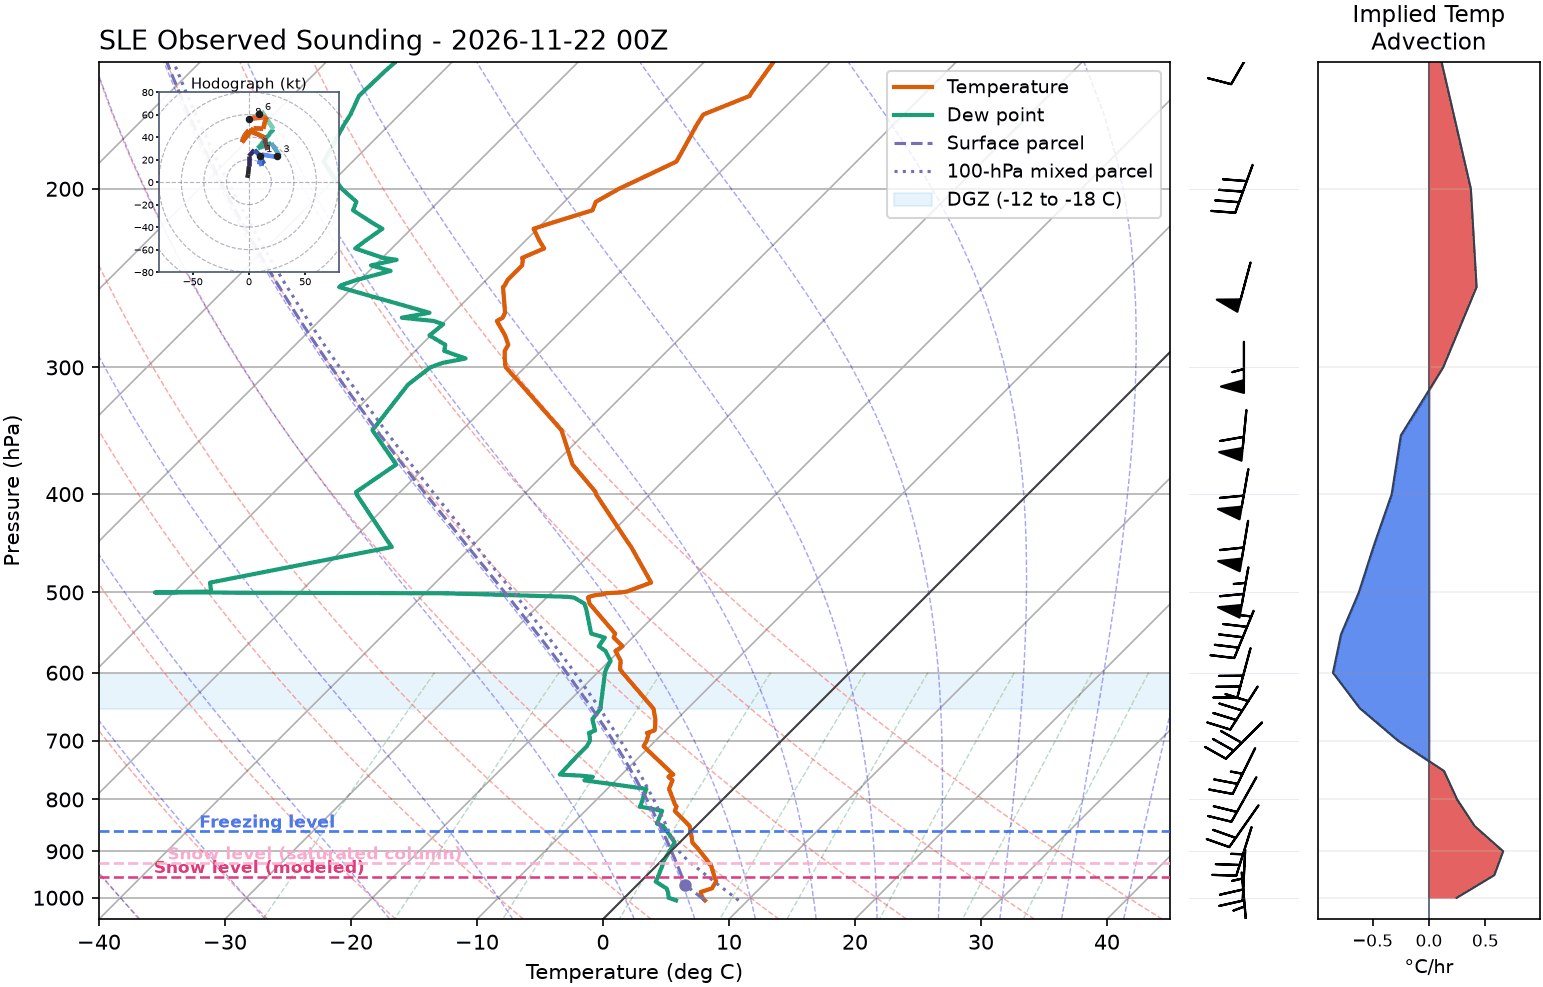 SLE Observed Sounding - 2026-11-22 00Z
Implied Temp
Advection
Hodograph (kt)
80
60
40
20
0
−20
−40
−60
−80
−50
0
50
8
6
1
3
Temperature
Dew point
Surface parcel
100-hPa mixed parcel
DGZ (-12 to -18 C)
Pressure (hPa)
200
300
400
500
600
700
800
900
1000
Freezing level
Snow level (saturated column)
Snow level (modeled)
−40
−30
−20
−10
0
10
20
30
40
Temperature (deg C)
−0.5
0.0
0.5
°C/hr